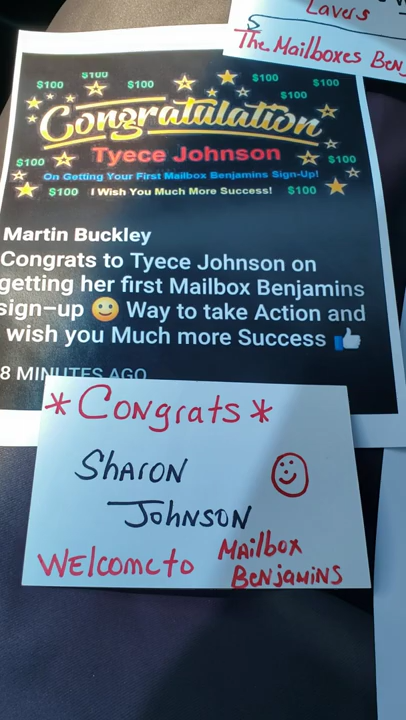 Lavers
S
The Mailboxes Ben
$100
$100
$100
$100
$100
$100
Congratulation
Tyece Johnson
$100
$100
On Getting Your First Mailbox Benjamins Sign-Up!
$100
I Wish You Much More Success!
$100
Martin Buckley
Congrats to Tyece Johnson on
getting her first Mailbox Benjamins
sign-up 🙂 Way to take Action and
wish you Much more Success 👍
8 MINUTES AGO
*Congrats*
Sharon
Johnson
Welcome to
Mailbox
Benjamins